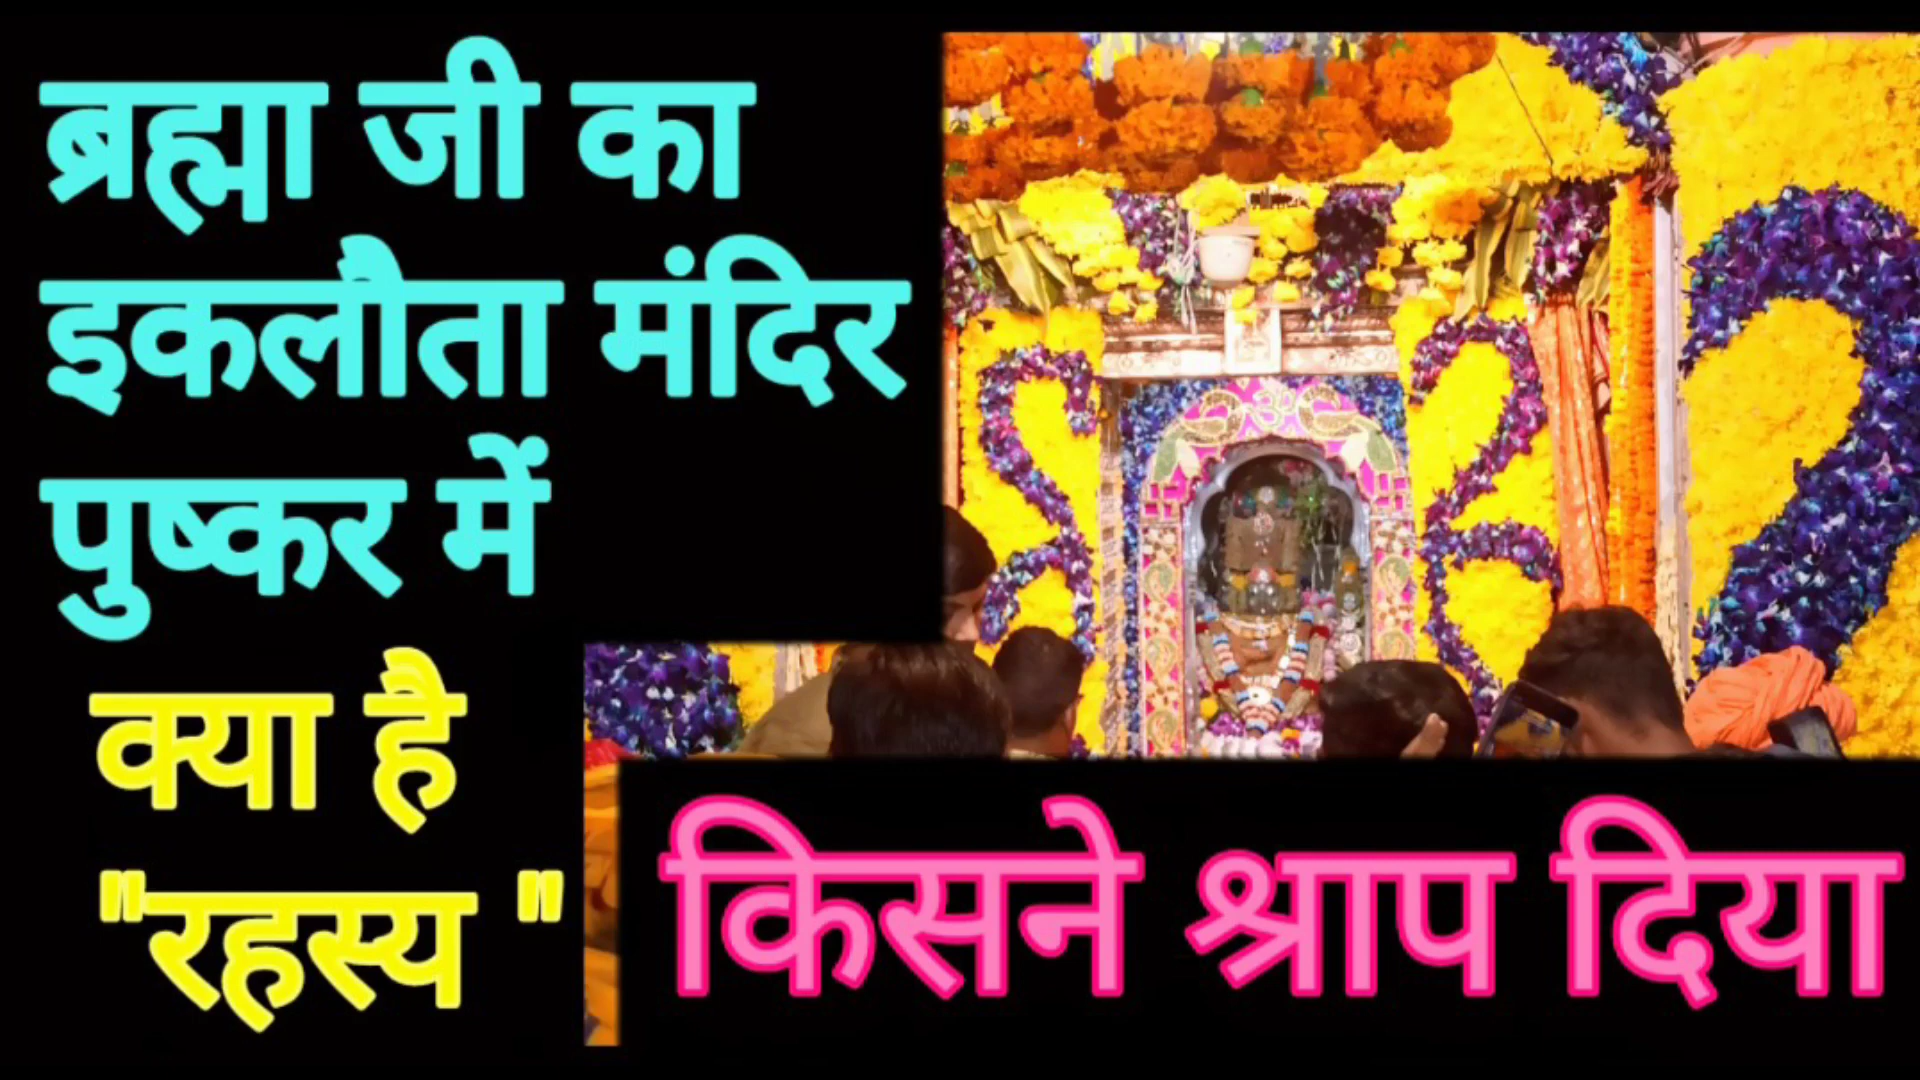 ब्रह्मा जी का
इकलौता मंदिर
पुष्कर में
क्या है
"रहस्य "
किसने श्राप दिया